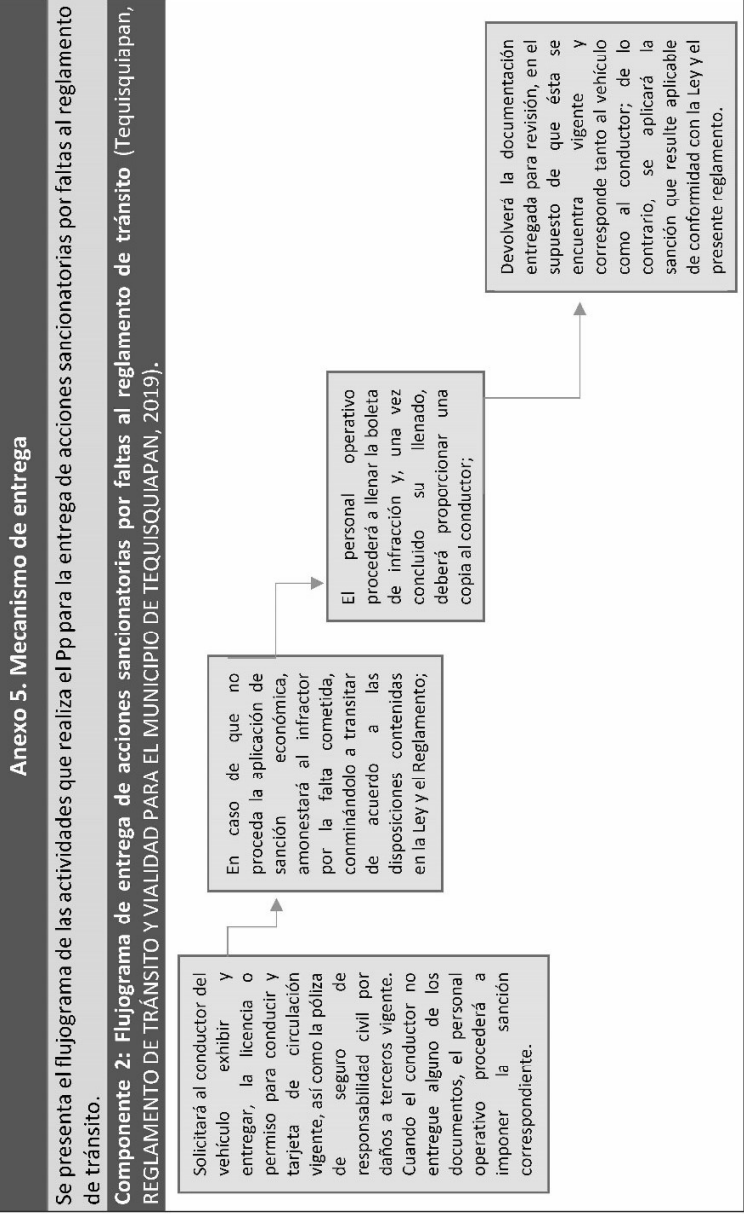 Anexo 5. Mecanismo de entrega
Se presenta el flujograma de las actividades que realiza el Pp para la entrega de acciones sancionatorias por faltas al reglamento
de tránsito.
Componente 2: Flujograma de entrega de acciones sancionatorias por faltas al reglamento de tránsito (Tequisquiapan,
REGLAMENTO DE TRÁNSITO Y VIALIDAD PARA EL MUNICIPIO DE TEQUISQUIAPAN, 2019).
Solicitará al conductor del
vehículo exhibir y
entregar, la licencia o
permiso para conducir y
tarjeta de circulación
vigente, así como la póliza
de seguro de
responsabilidad civil por
daños a terceros vigente.
Cuando el conductor no
entregue alguno de los
documentos, el personal
operativo procederá a
imponer la sanción
correspondiente.
En caso de que no
proceda la aplicación de
sanción económica,
amonestará al infractor
por la falta cometida,
conminándolo a transitar
de acuerdo a las
disposiciones contenidas
en la Ley y el Reglamento;
El personal operativo
procederá a llenar la boleta
de infracción y, una vez
concluido su llenado,
deberá proporcionar una
copia al conductor;
Devolverá la documentación
entregada para revisión, en el
supuesto de que ésta se
encuentra vigente y
corresponde tanto al vehículo
como al conductor; de lo
contrario, se aplicará la
sanción que resulte aplicable
de conformidad con la Ley y el
presente reglamento.